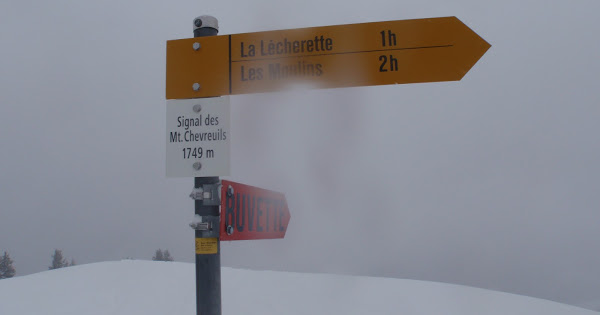 La Lécherette 1h
Les Moulins 2h
Signal des
Mt. Chevreuils
1749 m
BUVETTE